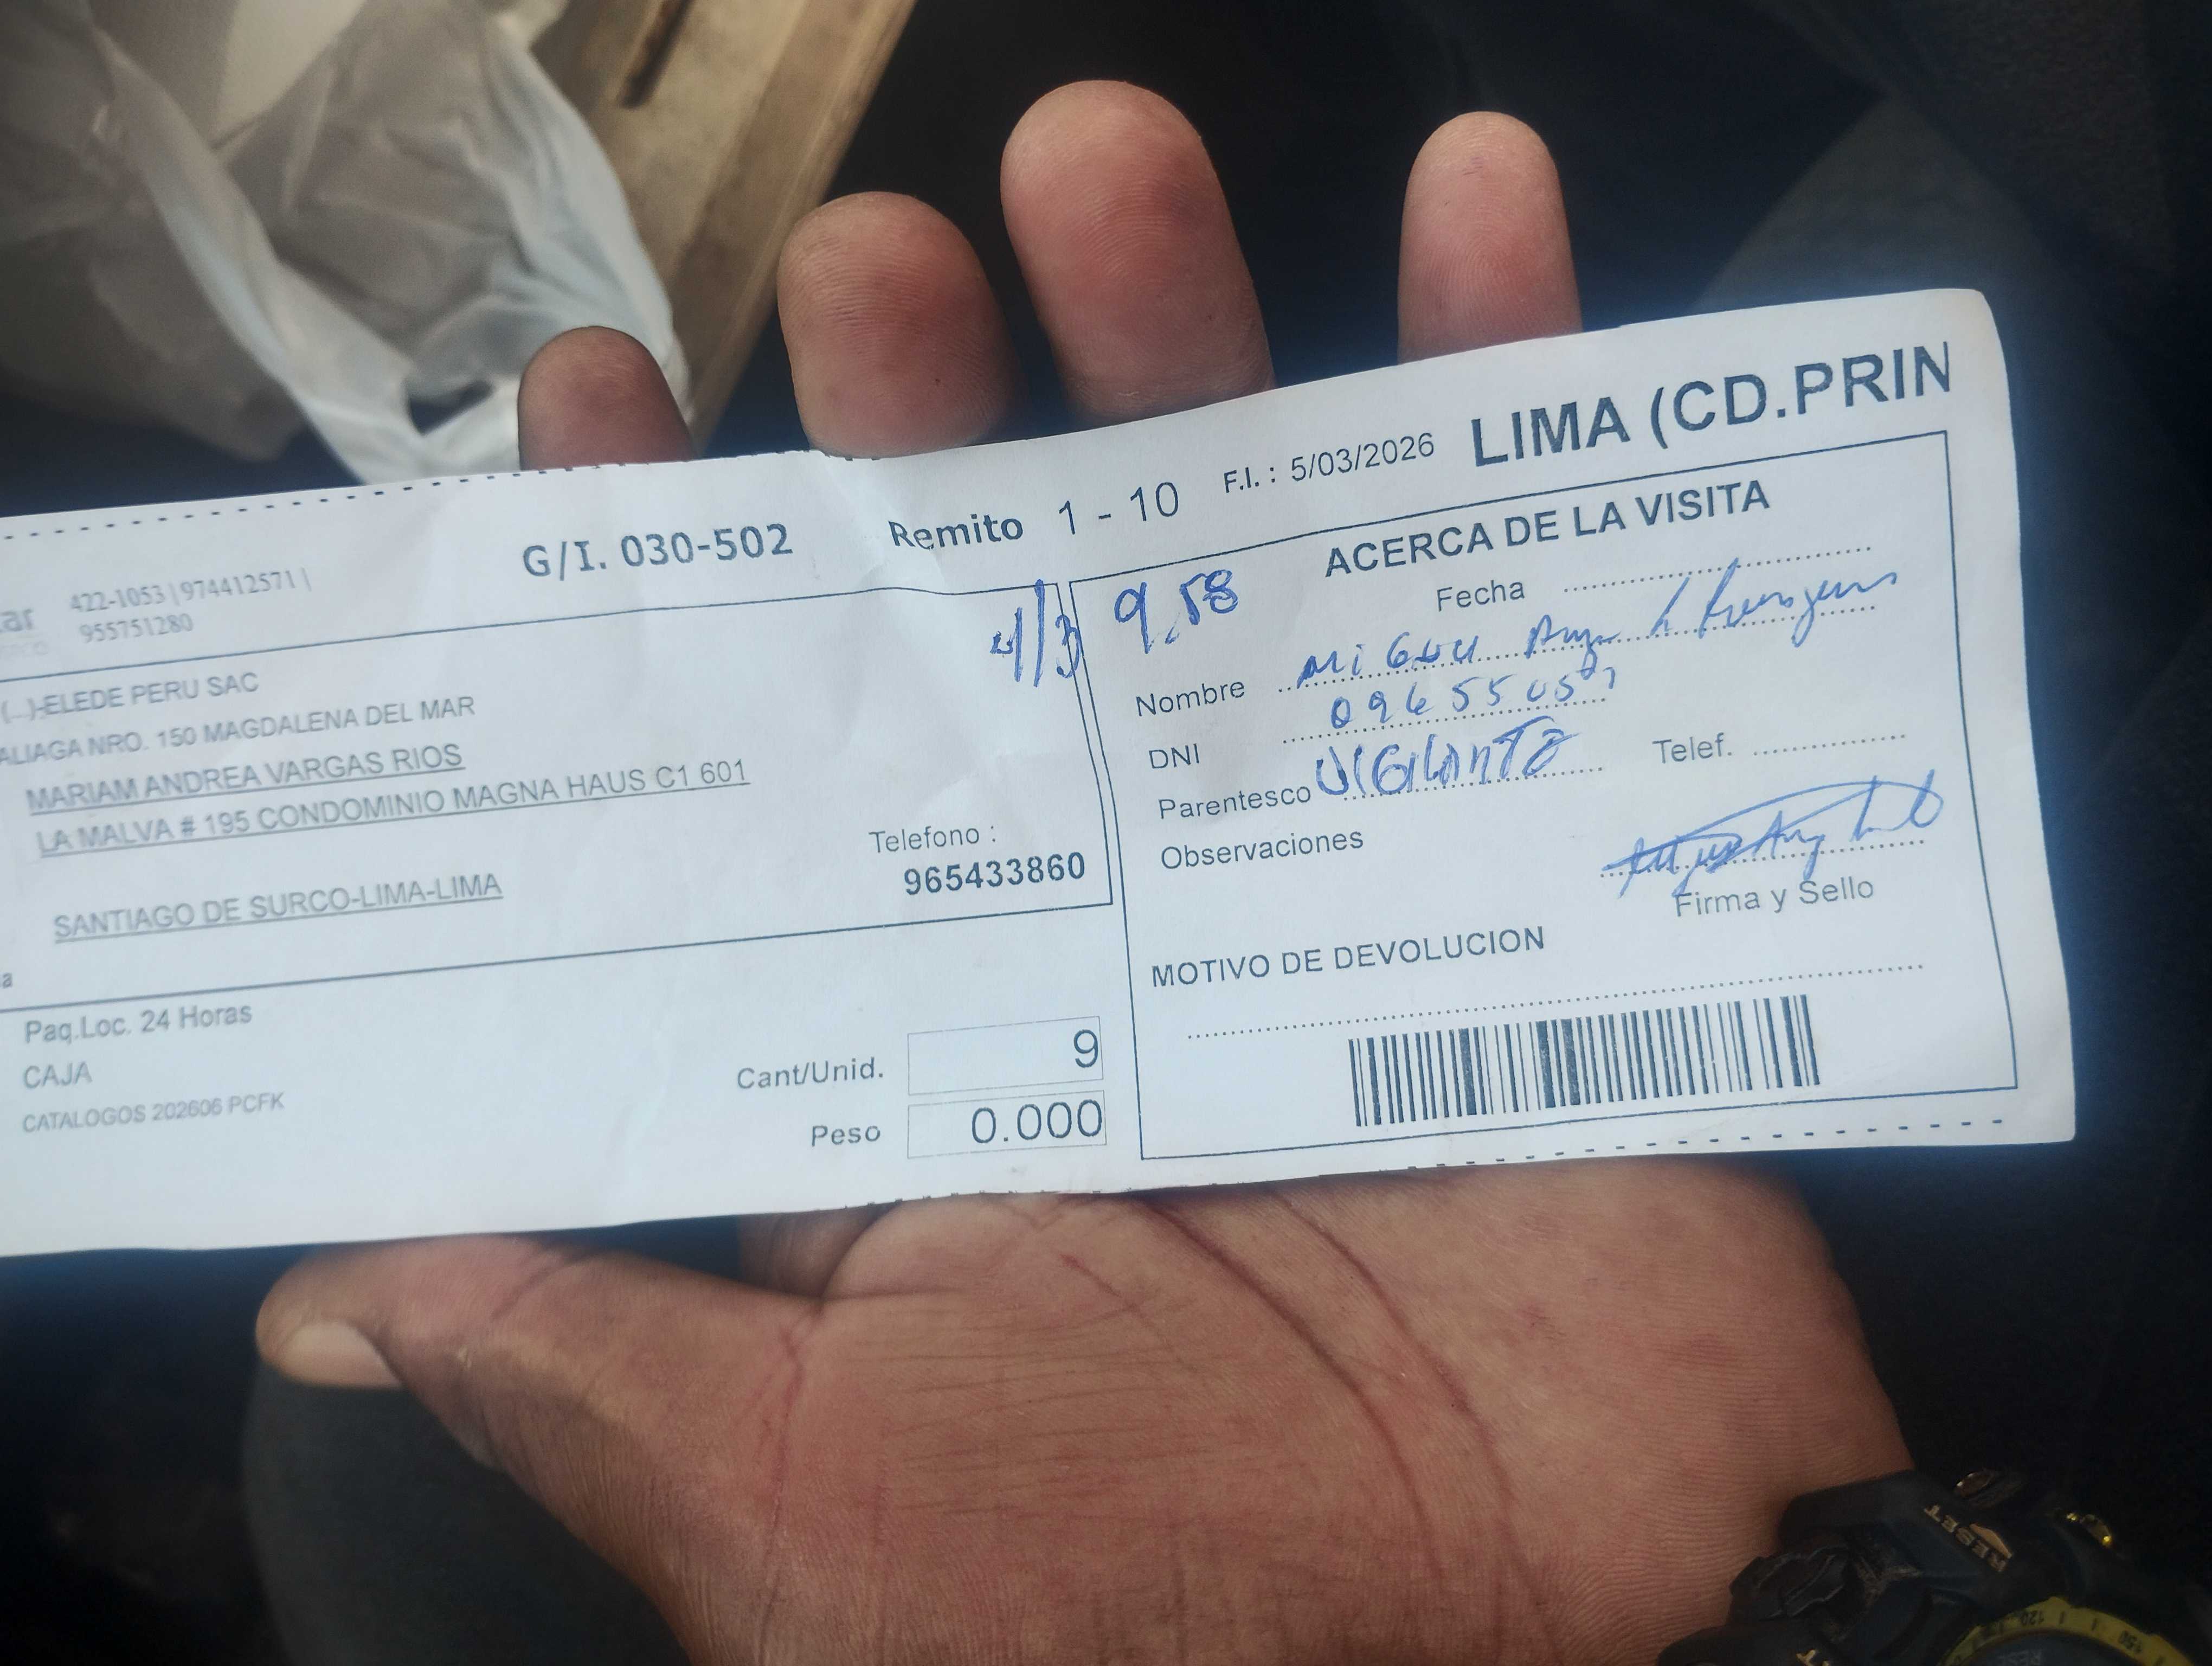 G/I. 030-502 Remito 1 - 10 F.I. : 5/03/2026 LIMA (CD.PRIN
422-1053 | 974412571 |
955751280
(...)-ELEDE PERU SAC
ALIAGA NRO. 150 MAGDALENA DEL MAR
MARIAM ANDREA VARGAS RIOS
LA MALVA # 195 CONDOMINIO MAGNA HAUS C1 601
Telefono :
965433860
SANTIAGO DE SURCO-LIMA-LIMA
a
Paq.Loc. 24 Horas
CAJA
CATALOGOS 202606 PCFK
Cant/Unid. 9
Peso 0.000
9,58
ACERCA DE LA VISITA
Fecha
Nombre
DNI
Parentesco Vigilante Telef.
Observaciones
Firma y Sello
MOTIVO DE DEVOLUCION
RESET